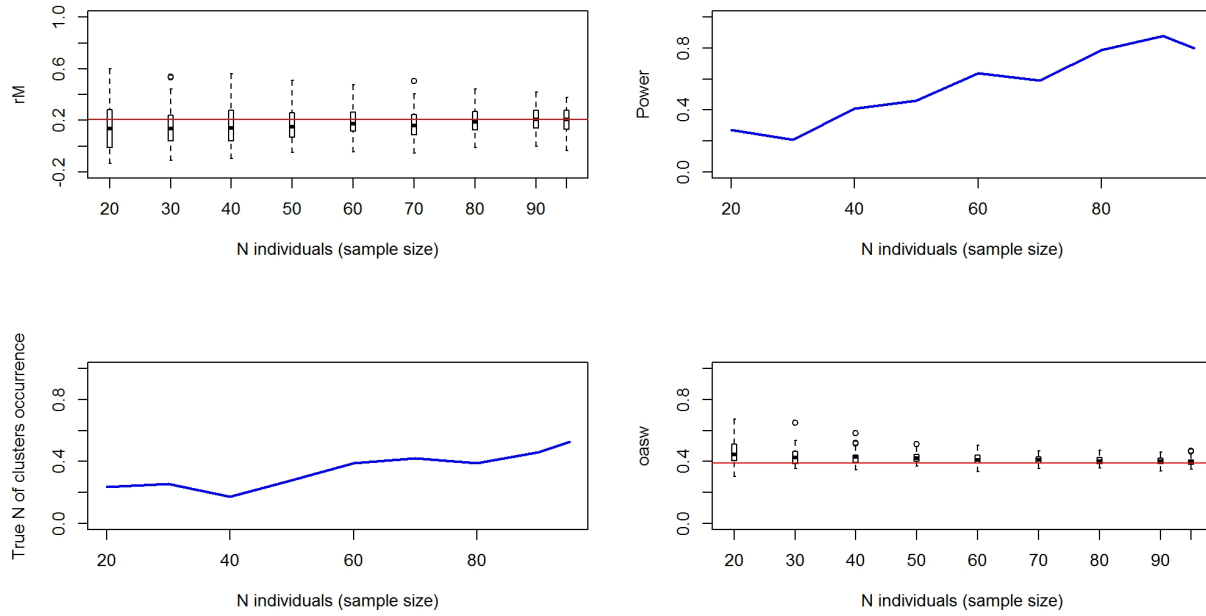 rM
1.0
0.6
0.2
-0.2
20 30 40 50 60 70 80 90
N individuals (sample size)
Power
0.8
0.4
0.0
20 40 60 80
N individuals (sample size)
True N of clusters occurrence
0.8
0.4
0.0
20 40 60 80
N individuals (sample size)
oasw
0.8
0.4
0.0
20 30 40 50 60 70 80 90
N individuals (sample size)